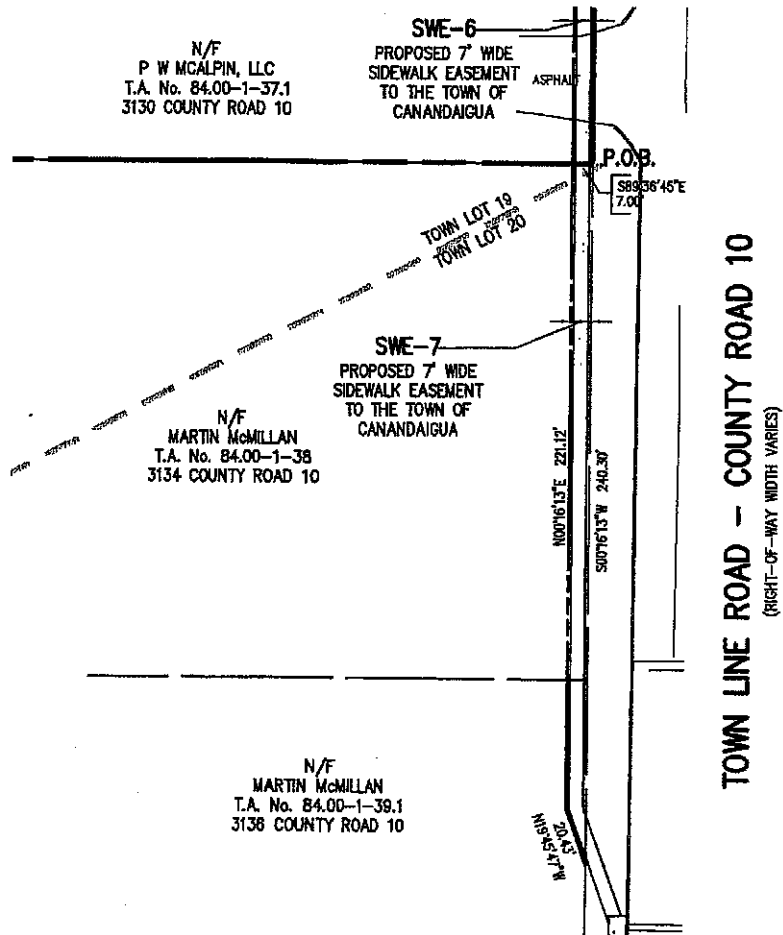 SWE-6
PROPOSED 7' WIDE
SIDEWALK EASEMENT
TO THE TOWN OF
CANANDAIGUA
N/F
P W MCALPIN, LLC
T.A. No. 84.00-1-37.1
3130 COUNTY ROAD 10
ASPHALT
P.O.B.
S89°36'45"E
7.00'
TOWN LOT 19
TOWN LOT 20
SWE-7
PROPOSED 7' WIDE
SIDEWALK EASEMENT
TO THE TOWN OF
CANANDAIGUA
N/F
MARTIN McMILLAN
T.A. No. 84.00-1-38
3134 COUNTY ROAD 10
N00°16'13"E 221.12'
S00°16'13"W 240.30'
TOWN LINE ROAD - COUNTY ROAD 10
(RIGHT-OF-WAY WIDTH VARIES)
N/F
MARTIN McMILLAN
T.A. No. 84.00-1-39.1
3136 COUNTY ROAD 10
20.43'
N19°45'47"W